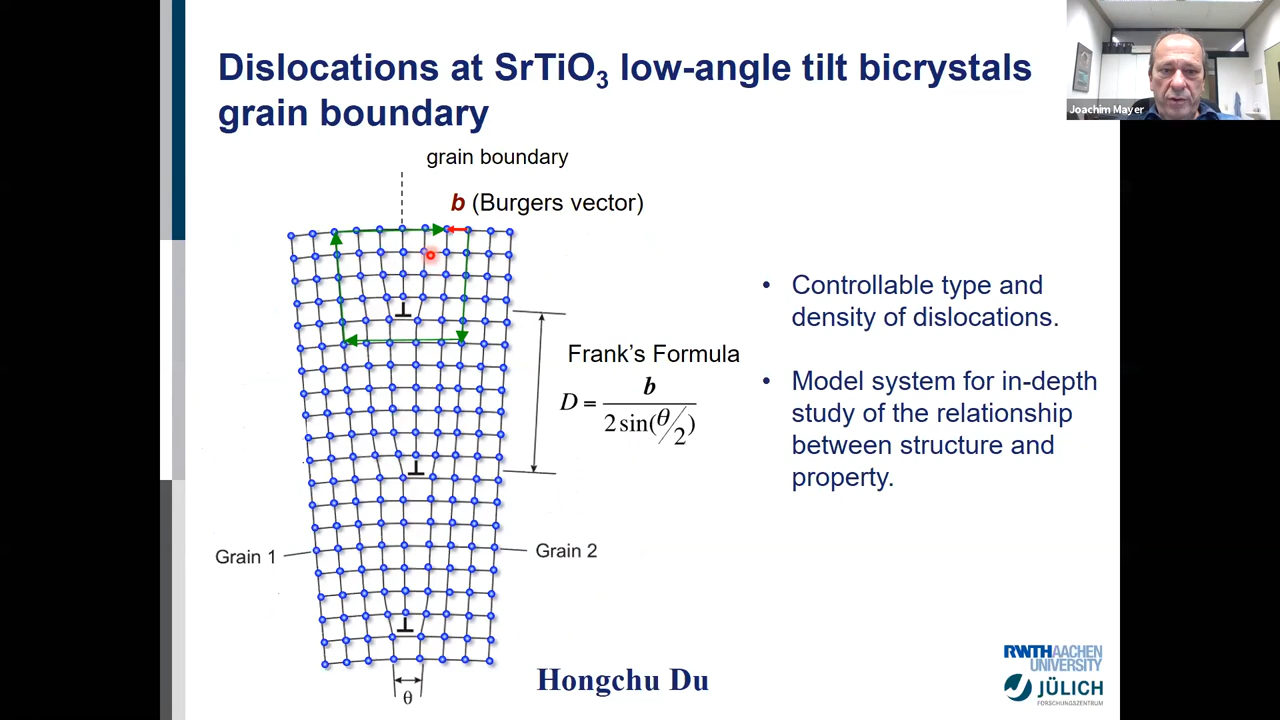 Dislocations at SrTiO₃ low-angle tilt bicrystals
grain boundary
Joachim Mayer
grain boundary
b (Burgers vector)
• Controllable type and
density of dislocations.
Frank's Formula
D = b / 2 sin(θ/2)
• Model system for in-depth
study of the relationship
between structure and
property.
Grain 1
Grain 2
θ
Hongchu Du
RWTH AACHEN
UNIVERSITY
JÜLICH
FORSCHUNGSZENTRUM